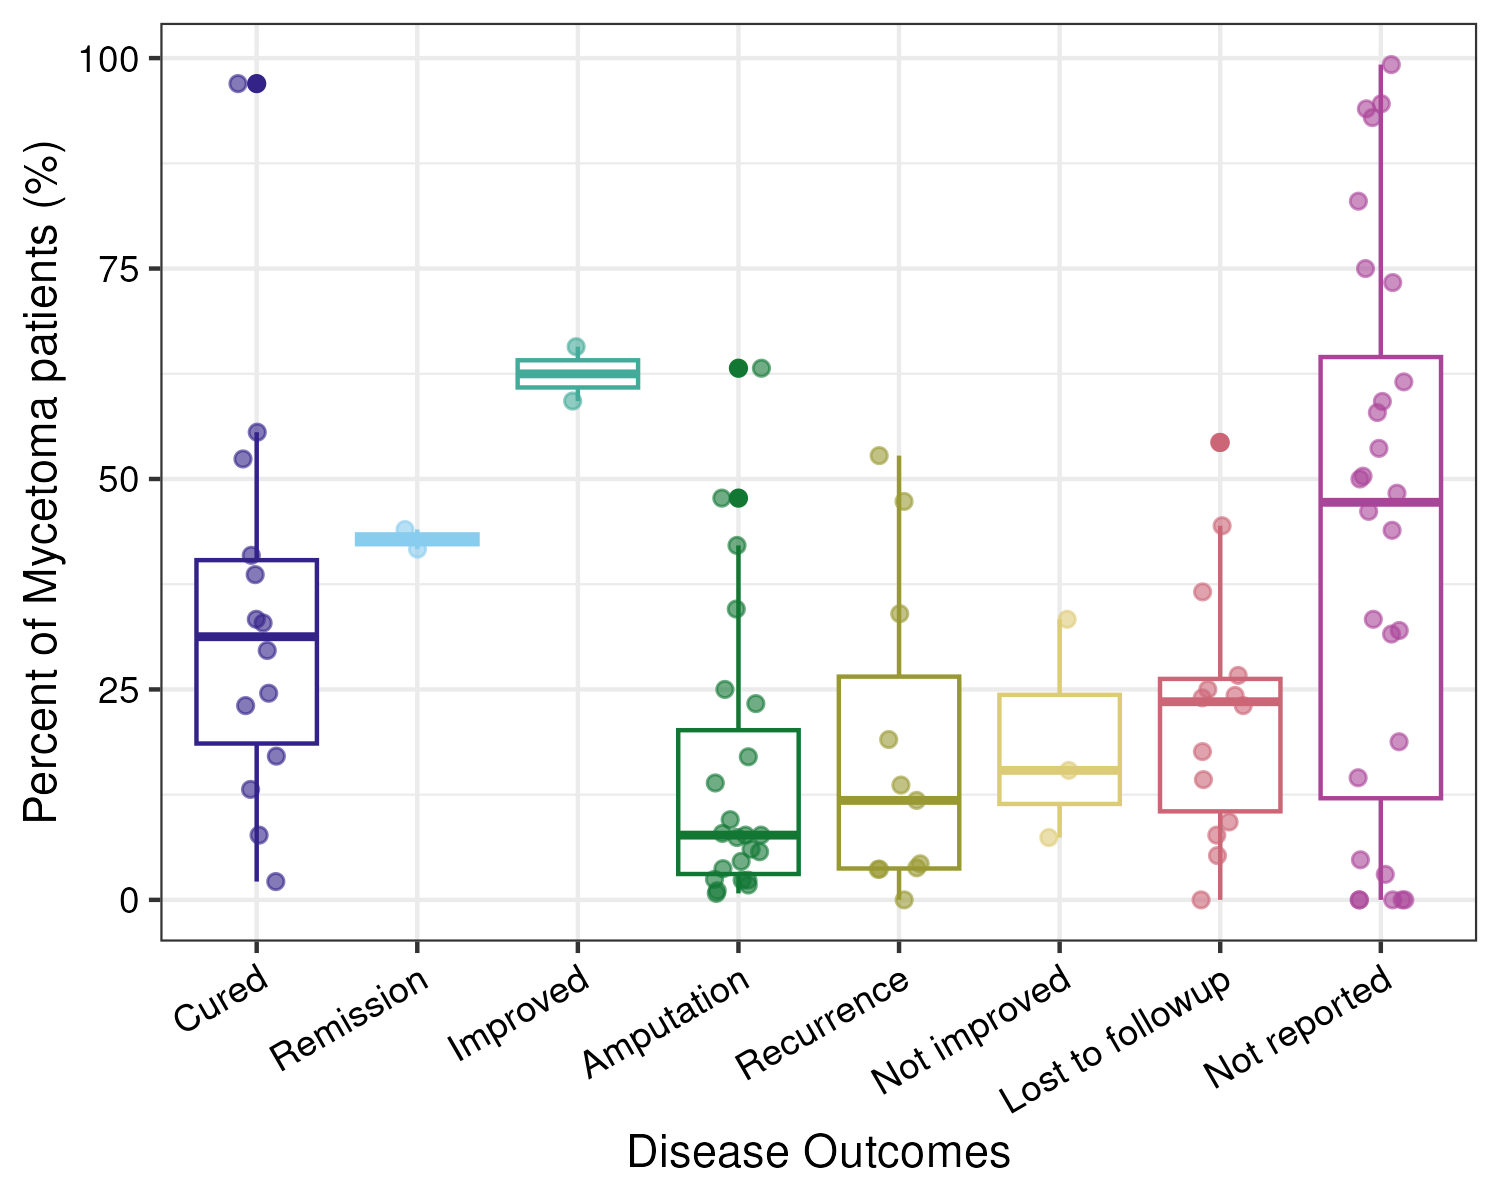 Percent of Mycetoma patients (%)
100
75
50
25
0
Cured
Remission
Improved
Amputation
Recurrence
Not improved
Lost to followup
Not reported
Disease Outcomes